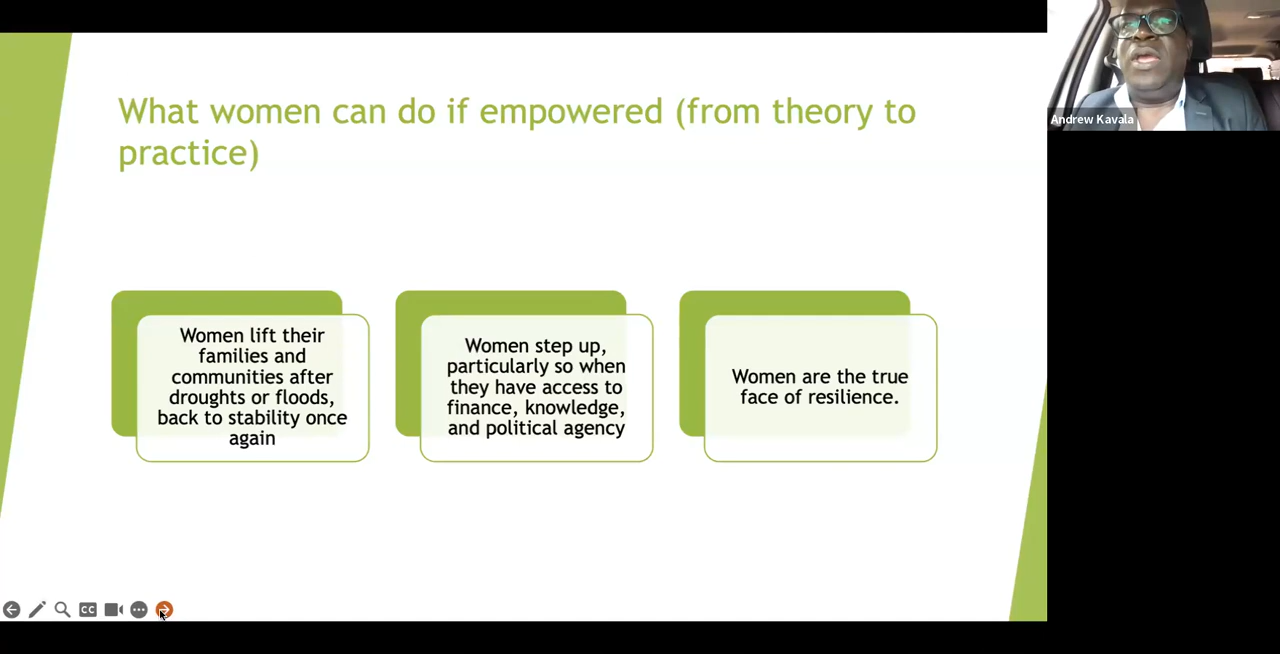 What women can do if empowered (from theory to
practice)
Women lift their
families and
communities after
droughts or floods,
back to stability once
again
Women step up,
particularly so when
they have access to
finance, knowledge,
and political agency
Women are the true
face of resilience.
CC
Andrew Kavala